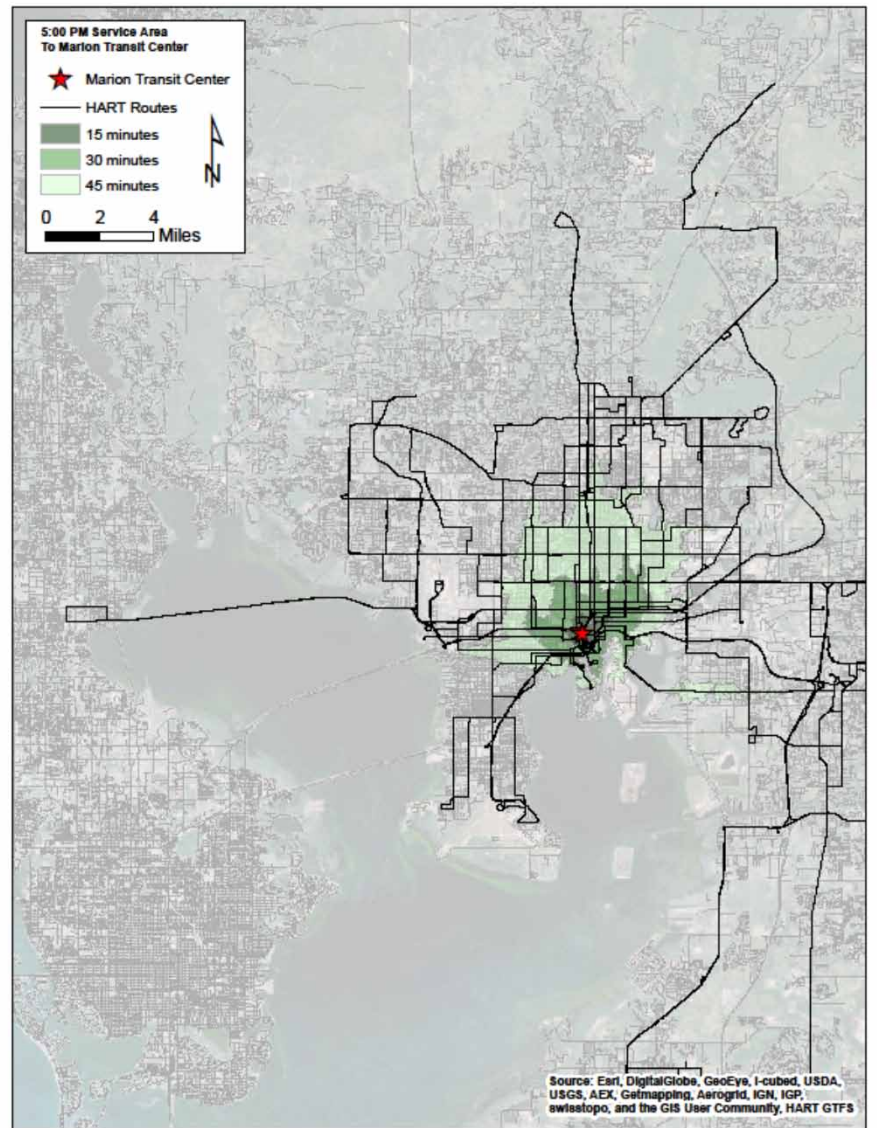 5:00 PM Service Area
To Marion Transit Center
Marion Transit Center
HART Routes
15 minutes
30 minutes
45 minutes
N
0 2 4
Miles
Source: Esri, DigitalGlobe, GeoEye, i-cubed, USDA,
USGS, AEX, Getmapping, Aerogrid, IGN, IGP,
swisstopo, and the GIS User Community, HART GTFS